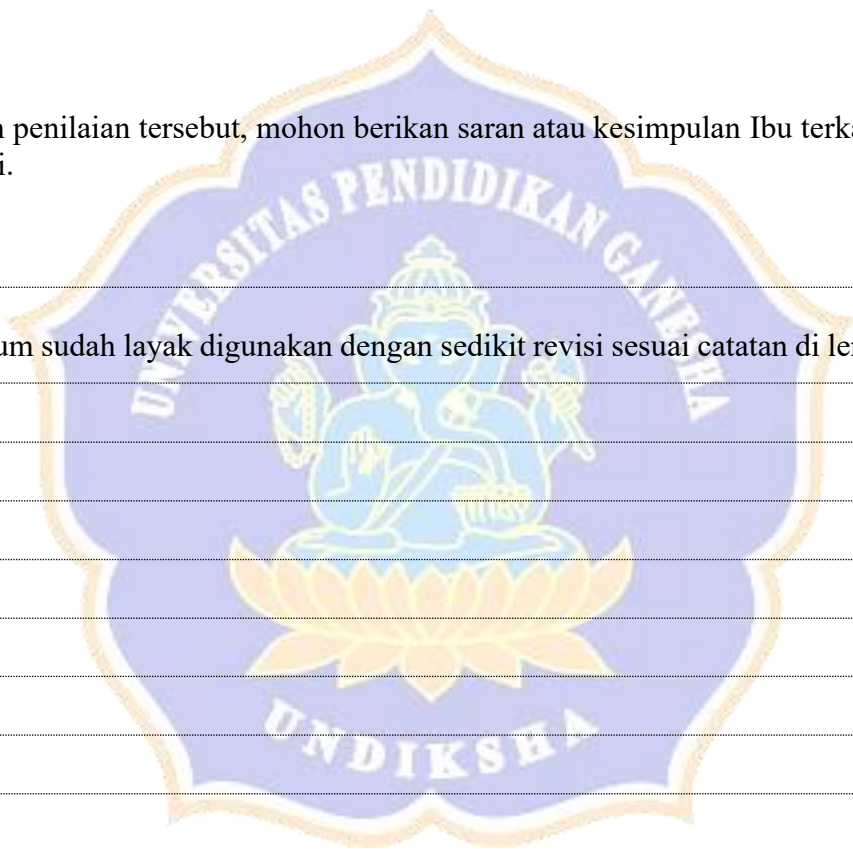 n penilaian tersebut, mohon berikan saran atau kesimpulan Ibu terka
i.
UNIVERSITAS PENDIDIKAN GANESHA
um sudah layak digunakan dengan sedikit revisi sesuai catatan di le
UNDIKSHA